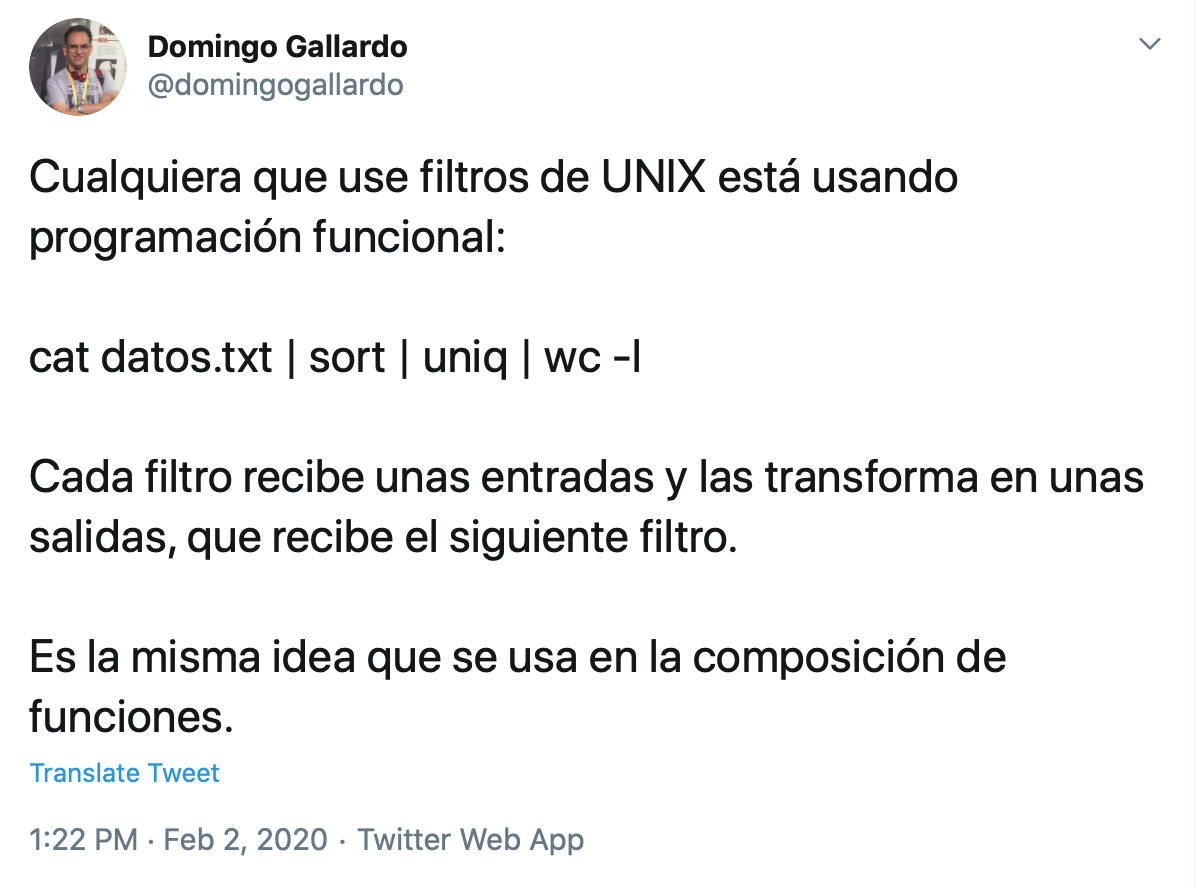 Domingo Gallardo
@domingogallardo
Cualquiera que use filtros de UNIX está usando
programación funcional:
cat datos.txt | sort | uniq | wc -l
Cada filtro recibe unas entradas y las transforma en unas
salidas, que recibe el siguiente filtro.
Es la misma idea que se usa en la composición de
funciones.
Translate Tweet
1:22 PM · Feb 2, 2020 · Twitter Web App